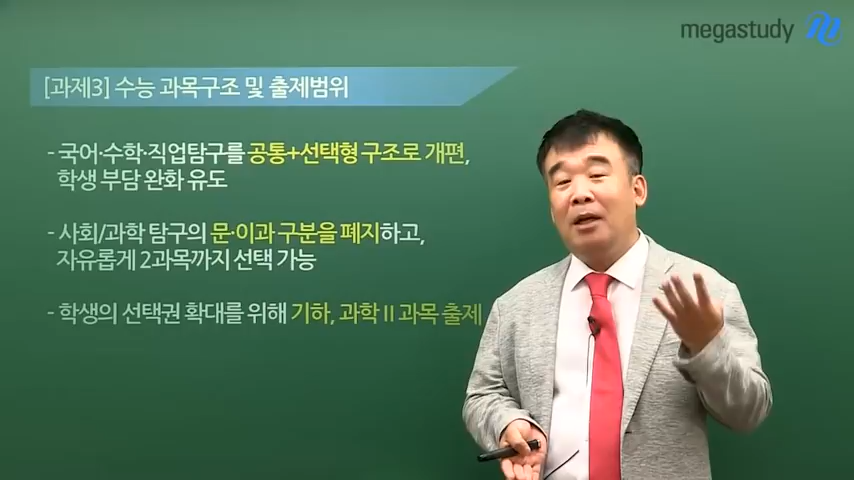 megastudy
[과제3] 수능 과목구조 및 출제범위
- 국어·수학·직업탐구를 공통+선택형 구조로 개편,
학생 부담 완화 유도
- 사회/과학 탐구의 문·이과 구분을 폐지하고,
자유롭게 2과목까지 선택 가능
- 학생의 선택권 확대를 위해 기하, 과학 II 과목 출제